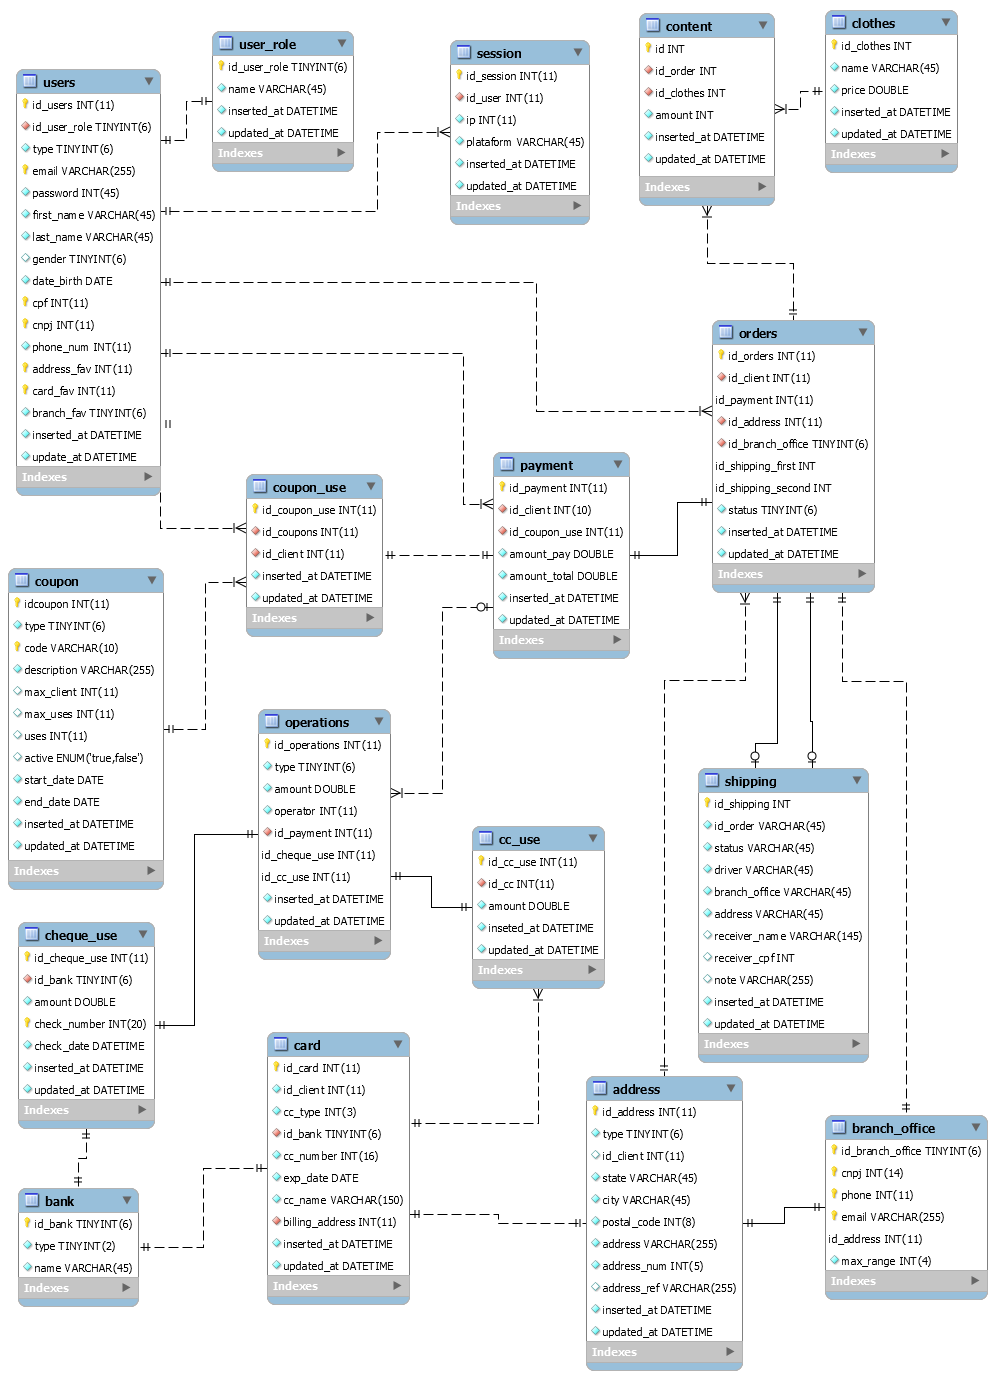 users
id_users INT(11)
id_user_role TINYINT(6)
type TINYINT(6)
email VARCHAR(255)
password INT(45)
first_name VARCHAR(45)
last_name VARCHAR(45)
gender TINYINT(6)
date_birth DATE
cpf INT(11)
cnpj INT(11)
phone_num INT(11)
address_fav INT(11)
card_fav INT(11)
branch_fav TINYINT(6)
inserted_at DATETIME
update_at DATETIME
Indexes
user_role
id_user_role TINYINT(6)
name VARCHAR(45)
inserted_at DATETIME
updated_at DATETIME
Indexes
session
id_session INT(11)
id_user INT(11)
ip INT(11)
plataform VARCHAR(45)
inserted_at DATETIME
updated_at DATETIME
Indexes
content
id INT
id_order INT
id_clothes INT
amount INT
inserted_at DATETIME
updated_at DATETIME
Indexes
clothes
id_clothes INT
name VARCHAR(45)
price DOUBLE
inserted_at DATETIME
updated_at DATETIME
Indexes
orders
id_orders INT(11)
id_client INT(11)
id_payment INT(11)
id_address INT(11)
id_branch_office TINYINT(6)
id_shipping_first INT
id_shipping_second INT
status TINYINT(6)
inserted_at DATETIME
updated_at DATETIME
Indexes
payment
id_payment INT(11)
id_client INT(10)
id_coupon_use INT(11)
amount_pay DOUBLE
amount_total DOUBLE
inserted_at DATETIME
updated_at DATETIME
Indexes
coupon_use
id_coupon_use INT(11)
id_coupons INT(11)
id_client INT(11)
inserted_at DATETIME
updated_at DATETIME
Indexes
coupon
idcoupon INT(11)
type TINYINT(6)
code VARCHAR(10)
description VARCHAR(255)
max_client INT(11)
max_uses INT(11)
uses INT(11)
active ENUM('true,false')
start_date DATE
end_date DATE
inserted_at DATETIME
updated_at DATETIME
Indexes
operations
id_operations INT(11)
type TINYINT(6)
amount DOUBLE
operator INT(11)
id_payment INT(11)
id_cheque_use INT(11)
id_cc_use INT(11)
inserted_at DATETIME
updated_at DATETIME
Indexes
cc_use
id_cc_use INT(11)
id_cc INT(11)
amount DOUBLE
inseted_at DATETIME
updated_at DATETIME
Indexes
shipping
id_shipping INT
id_order VARCHAR(45)
status VARCHAR(45)
driver VARCHAR(45)
branch_office VARCHAR(45)
address VARCHAR(45)
receiver_name VARCHAR(145)
receiver_cpf INT
note VARCHAR(255)
inserted_at DATETIME
updated_at DATETIME
Indexes
cheque_use
id_cheque_use INT(11)
id_bank TINYINT(6)
amount DOUBLE
check_number INT(20)
check_date DATETIME
inserted_at DATETIME
updated_at DATETIME
Indexes
card
id_card INT(11)
id_client INT(11)
cc_type INT(3)
id_bank TINYINT(6)
cc_number INT(16)
exp_date DATE
cc_name VARCHAR(150)
billing_address INT(11)
inserted_at DATETIME
updated_at DATETIME
Indexes
address
id_address INT(11)
type TINYINT(6)
id_client INT(11)
state VARCHAR(45)
city VARCHAR(45)
postal_code INT(8)
address VARCHAR(255)
address_num INT(5)
address_ref VARCHAR(255)
inserted_at DATETIME
updated_at DATETIME
Indexes
branch_office
id_branch_office TINYINT(6)
cnpj INT(14)
phone INT(11)
email VARCHAR(255)
id_address INT(11)
max_range INT(4)
Indexes
bank
id_bank TINYINT(6)
type TINYINT(2)
name VARCHAR(45)
Indexes